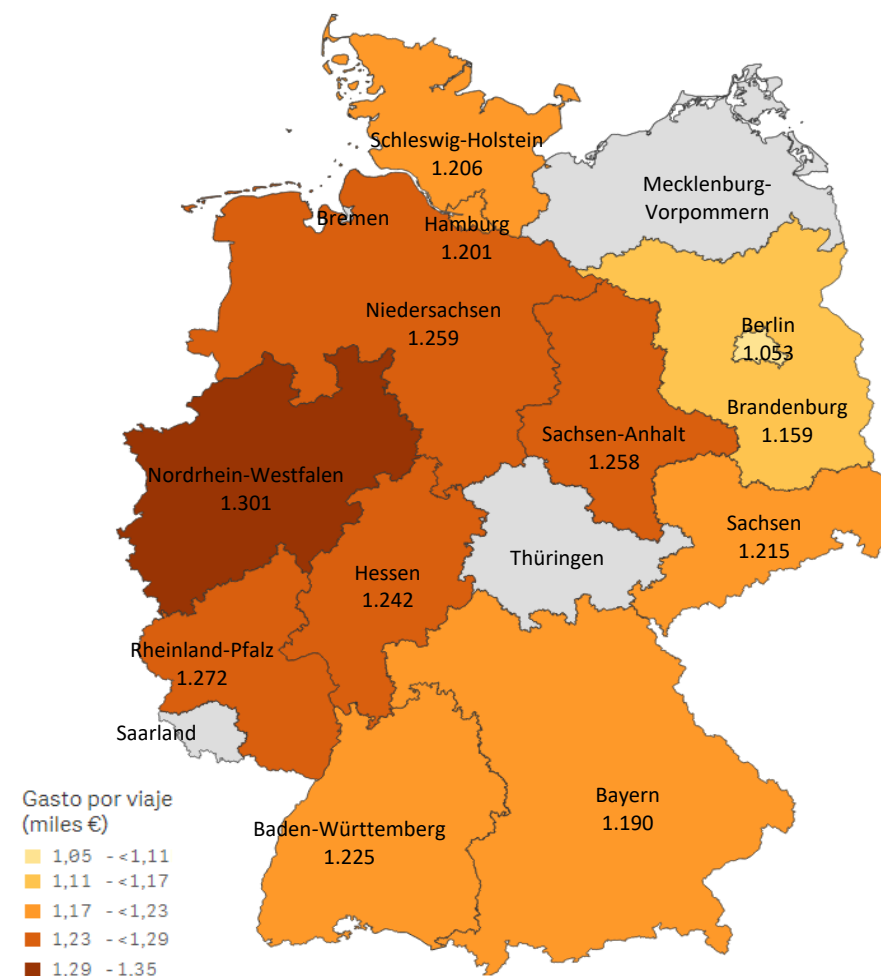 Schleswig-Holstein
1.206
Mecklenburg-
Vorpommern
Bremen
Hamburg
1.201
Niedersachsen
1.259
Berlin
1.053
Brandenburg
1.159
Sachsen-Anhalt
1.258
Nordrhein-Westfalen
1.301
Sachsen
1.215
Thüringen
Hessen
1.242
Rheinland-Pfalz
1.272
Saarland
Bayern
1.190
Baden-Württemberg
1.225
Gasto por viaje
(miles €)
1,05 - <1,11
1,11 - <1,17
1,17 - <1,23
1,23 - <1,29
1,29 - 1,35